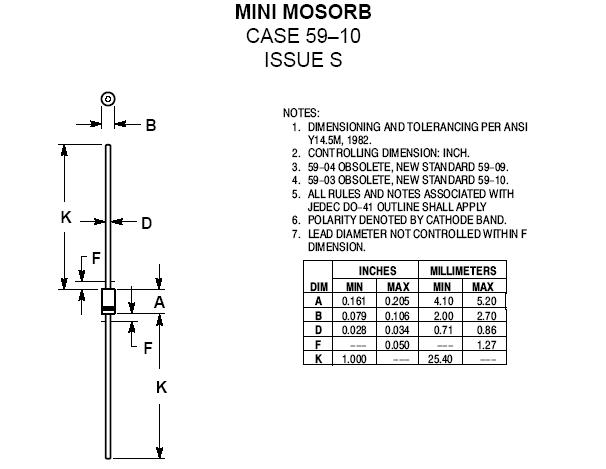 MINI MOSORB
CASE 59–10
ISSUE S
B
K
D
F
A
F
K
NOTES:
1. DIMENSIONING AND TOLERANCING PER ANSI
Y14.5M, 1982.
2. CONTROLLING DIMENSION: INCH.
3. 59-04 OBSOLETE, NEW STANDARD 59-09.
4. 59-03 OBSOLETE, NEW STANDARD 59-10.
5. ALL RULES AND NOTES ASSOCIATED WITH
JEDEC DO-41 OUTLINE SHALL APPLY
6. POLARITY DENOTED BY CATHODE BAND.
7. LEAD DIAMETER NOT CONTROLLED WITHIN F
DIMENSION.
INCHES MILLIMETERS
DIM MIN MAX MIN MAX
A 0.161 0.205 4.10 5.20
B 0.079 0.106 2.00 2.70
D 0.028 0.034 0.71 0.86
F --- 0.050 --- 1.27
K 1.000 --- 25.40 ---